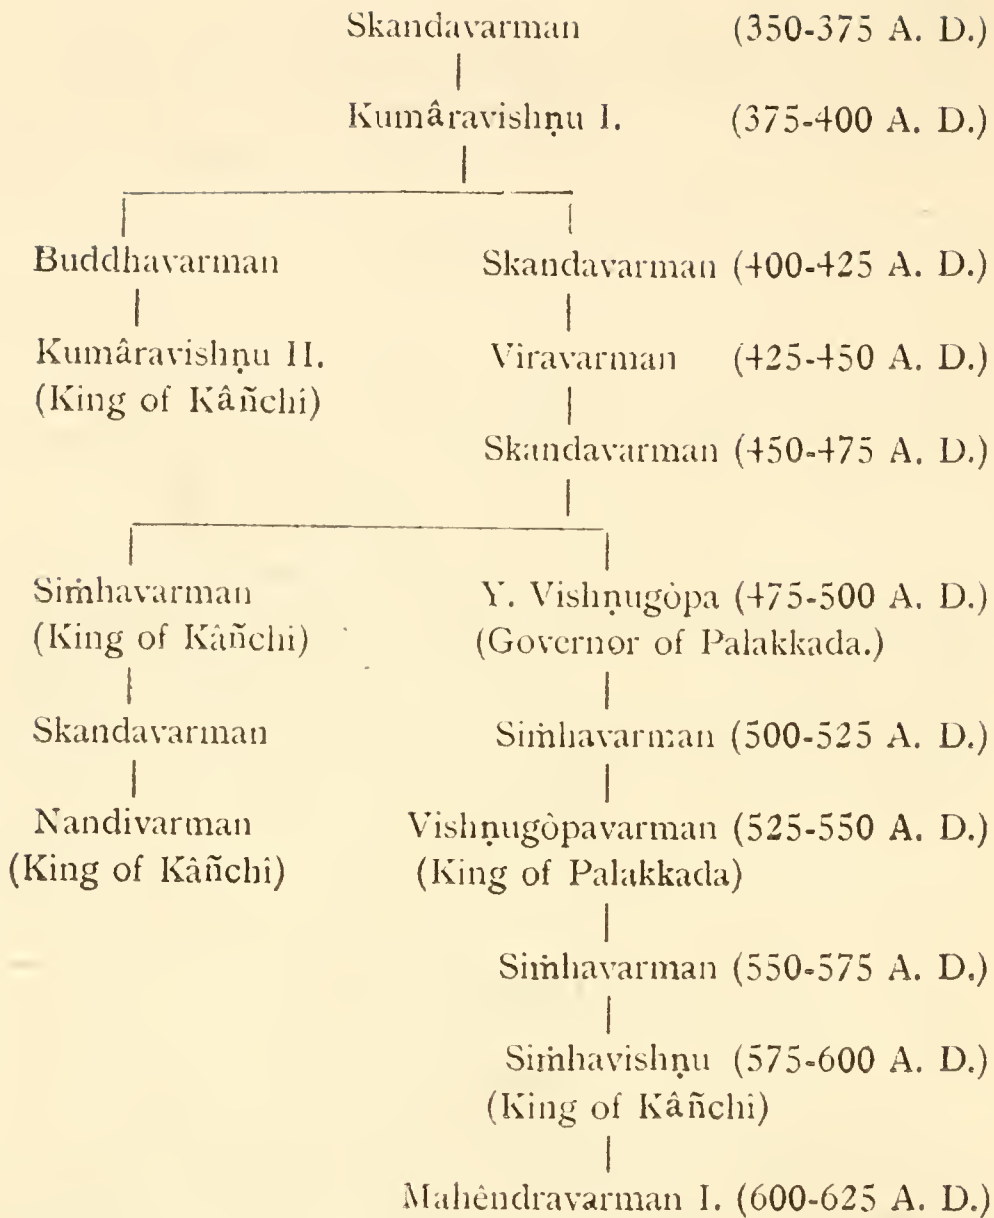 Skandavarman (350-375 A. D.)
Kumâravishṇu I. (375-400 A. D.)
Buddhavarman Skandavarman (400-425 A. D.)
Kumâravishṇu II. Viravarman (425-450 A. D.)
(King of Kâñchi)
Skandavarman (450-475 A. D.)
Siṁhavarman Y. Vishṇugòpa (475-500 A. D.)
(King of Kâñchi) (Governor of Palakkada.)
Skandavarman Siṁhavarman (500-525 A. D.)
Nandivarman Vishṇugòpavarman (525-550 A. D.)
(King of Kâñchi) (King of Palakkada)
Siṁhavarman (550-575 A. D.)
Siṁhavishṇu (575-600 A. D.)
(King of Kâñchi)
Mahêndravarman I. (600-625 A. D.)